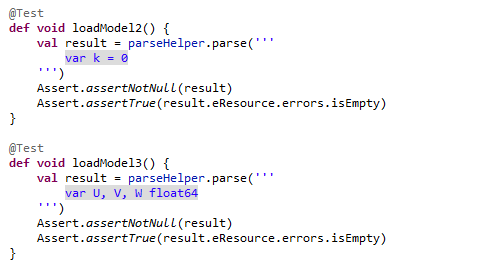 @Test
def void loadModel2() {
    val result = parseHelper.parse('''
        var k = 0
    ''')
    Assert.assertNotNull(result)
    Assert.assertTrue(result.eResource.errors.isEmpty)
}
@Test
def void loadModel3() {
    val result = parseHelper.parse('''
        var U, V, W float64
    ''')
    Assert.assertNotNull(result)
    Assert.assertTrue(result.eResource.errors.isEmpty)
}